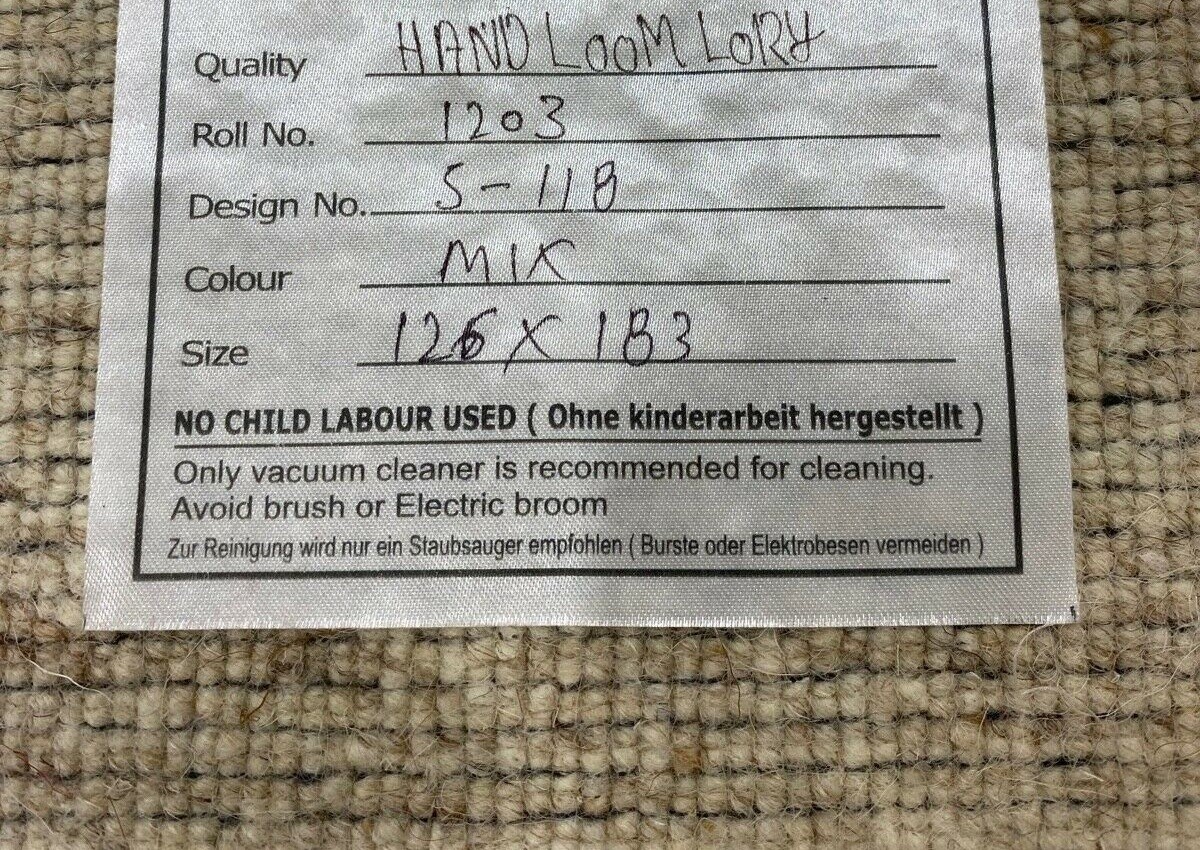 Quality HAND LOOM LORY
Roll No. 1203
Design No. S-118
Colour MIX
Size 126 X 183
NO CHILD LABOUR USED ( Ohne kinderarbeit hergestellt )
Only vacuum cleaner is recommended for cleaning.
Avoid brush or Electric broom
Zur Reinigung wird nur ein Staubsauger empfohlen ( Burste oder Elektrobesen vermeiden )